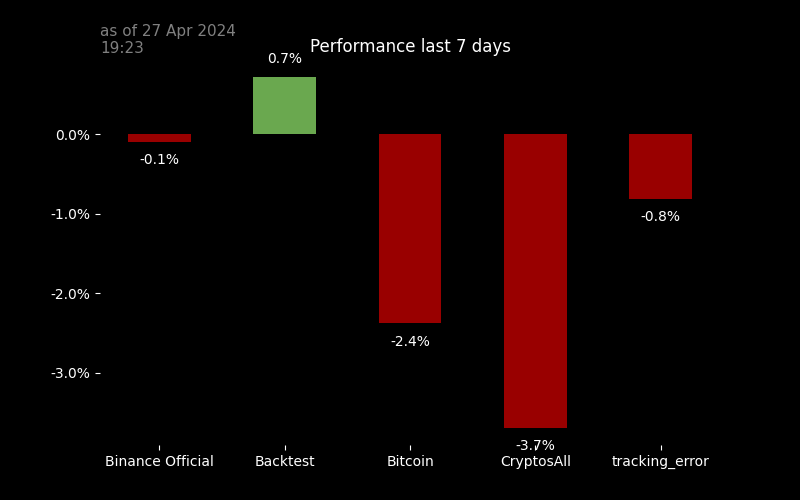 as of 27 Apr 2024
19:23
Performance last 7 days
0.7%
0.0%
-0.1%
-1.0%
-0.8%
-2.0%
-2.4%
-3.0%
-3.7%
Binance Official
Backtest
Bitcoin
CryptosAll
tracking_error